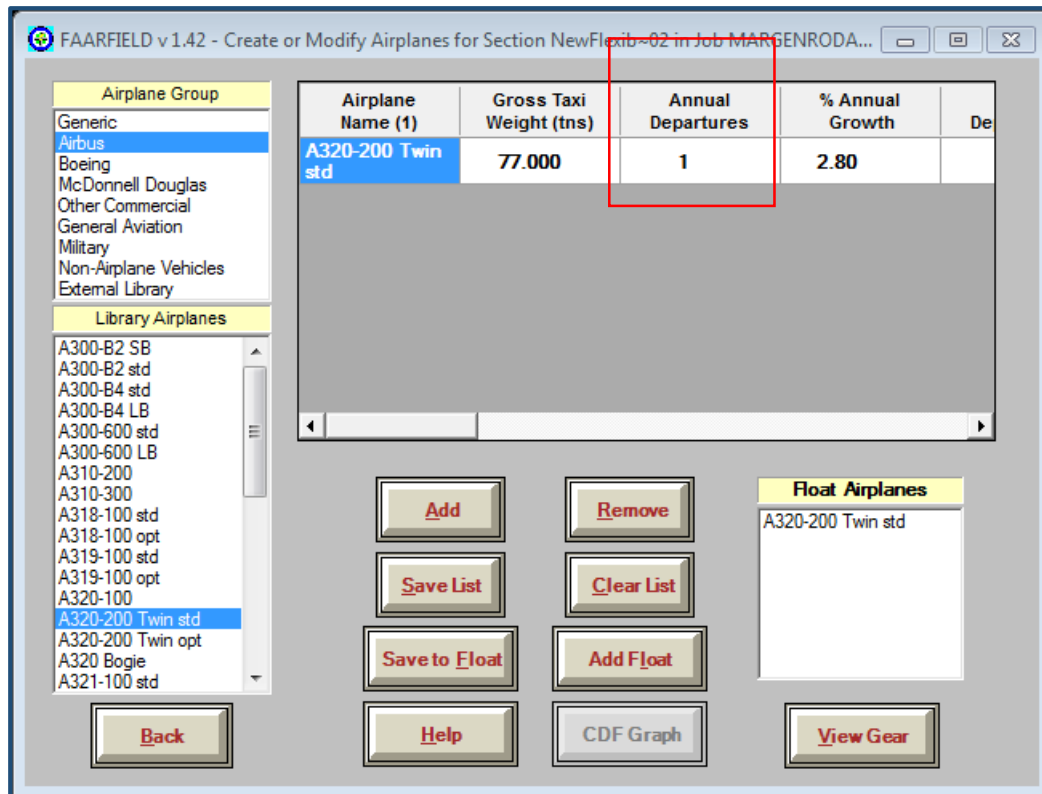 FAARFIELD v 1.42 - Create or Modify Airplanes for Section NewFlexib~02 in Job MARGENRODA...
Airplane Group
Generic
Airbus
Boeing
McDonnell Douglas
Other Commercial
General Aviation
Military
Non-Airplane Vehicles
External Library
Library Airplanes
A300-B2 SB
A300-B2 std
A300-B4 std
A300-B4 LB
A300-600 std
A300-600 LB
A310-200
A310-300
A318-100 std
A318-100 opt
A319-100 std
A319-100 opt
A320-100
A320-200 Twin std
A320-200 Twin opt
A320 Bogie
A321-100 std
Airplane Gross Taxi Annual % Annual
Name (1) Weight (tns) Departures Growth De
A320-200 Twin
std 77.000 1 2.80
Add Remove
Save List Clear List
Save to Float Add Float
Float Airplanes
A320-200 Twin std
Back Help CDF Graph View Gear